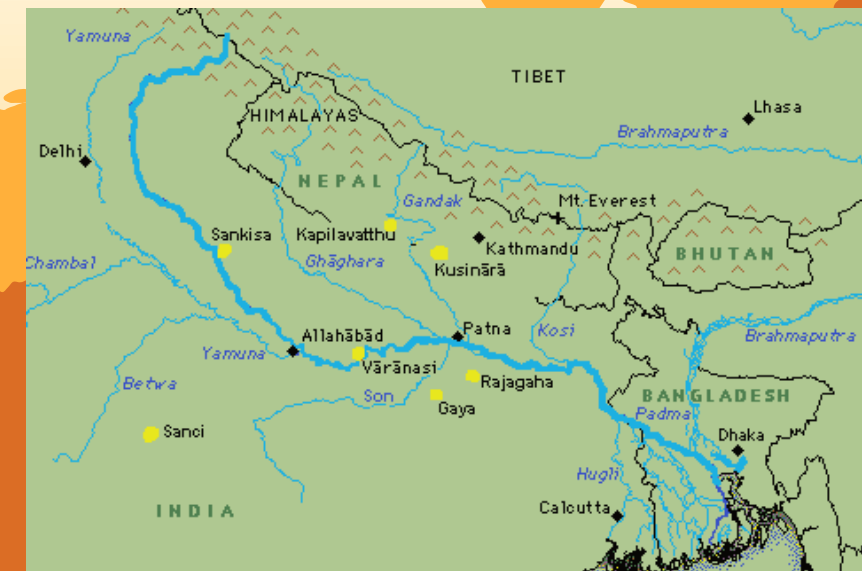 Yamuna
TIBET
Lhasa
HIMALAYAS
Brahmaputra
Delhi
NEPAL
Gandak
Mt. Everest
Sankisa
Kapilavatthu
Kathmandu
BHUTAN
Chambal
Ghāghara
Kusinārā
Allahābād
Patna
Kosi
Brahmaputra
Yamuna
Vārānasi
Betwa
Son
Rajagaha
BANGLADESH
Gaya
Padma
Sanci
Dhaka
Hugli
INDIA
Calcutta